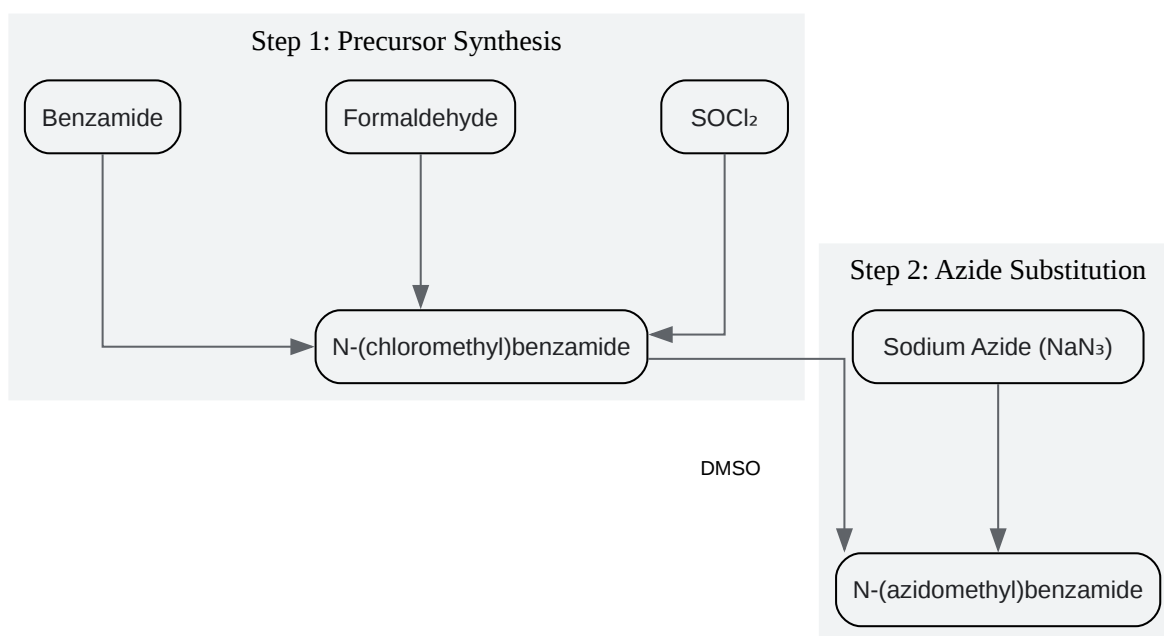 Step 1: Precursor Synthesis
Benzamide
Formaldehyde
SOCl₂
N-(chloromethyl)benzamide
Step 2: Azide Substitution
Sodium Azide (NaN₃)
DMSO
N-(azidomethyl)benzamide